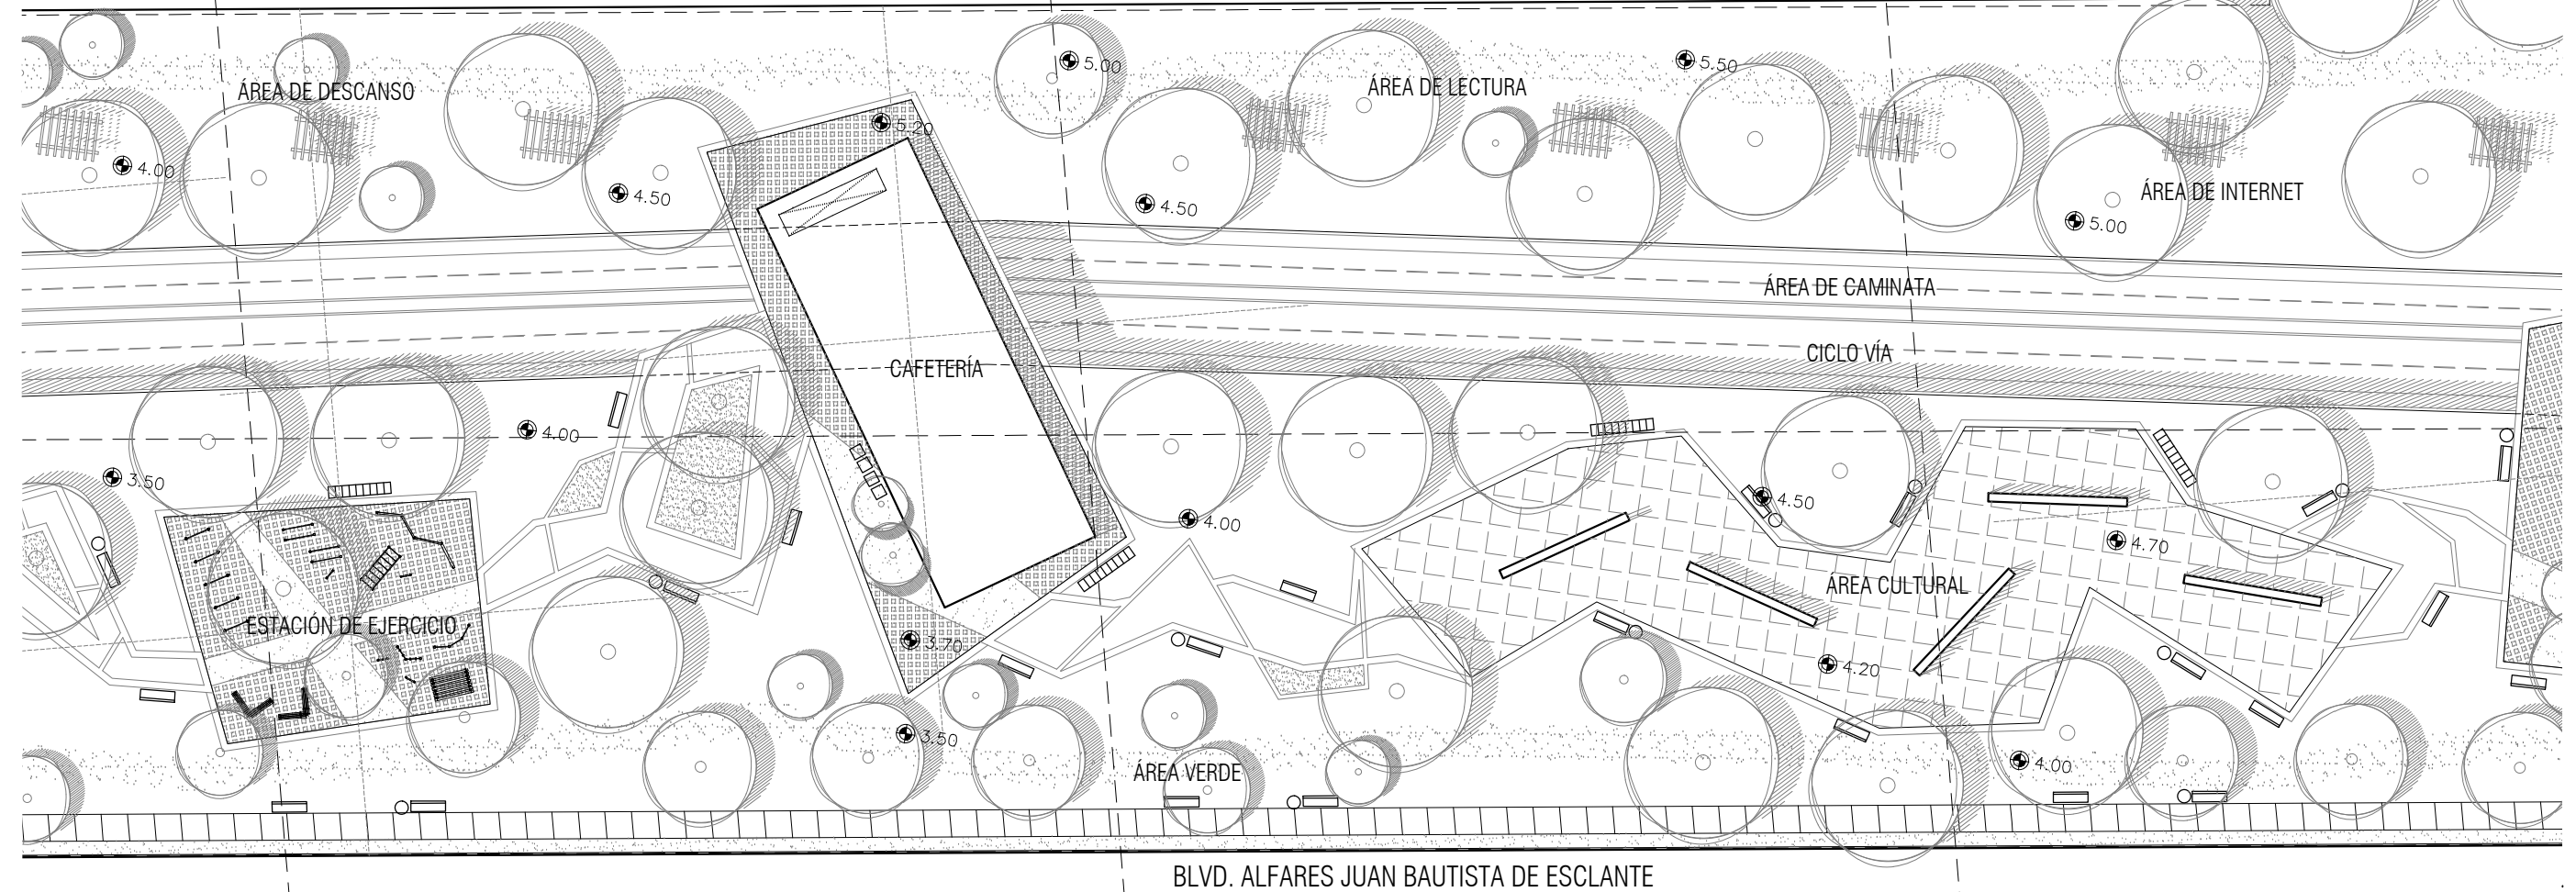 5.00
5.50
ÁREA DE DESCANSO
ÁREA DE LECTURA
5.20
4.00
4.50
4.50
ÁREA DE INTERNET
5.00
ÁREA DE CAMINATA
CICLO VÍA
CAFETERÍA
4.00
3.50
4.00
4.50
4.70
ÁREA CULTURAL
ESTACIÓN DE EJERCICIO
3.70
4.20
3.50
ÁREA VERDE
4.00
BLVD. ALFARES JUAN BAUTISTA DE ESCLANTE